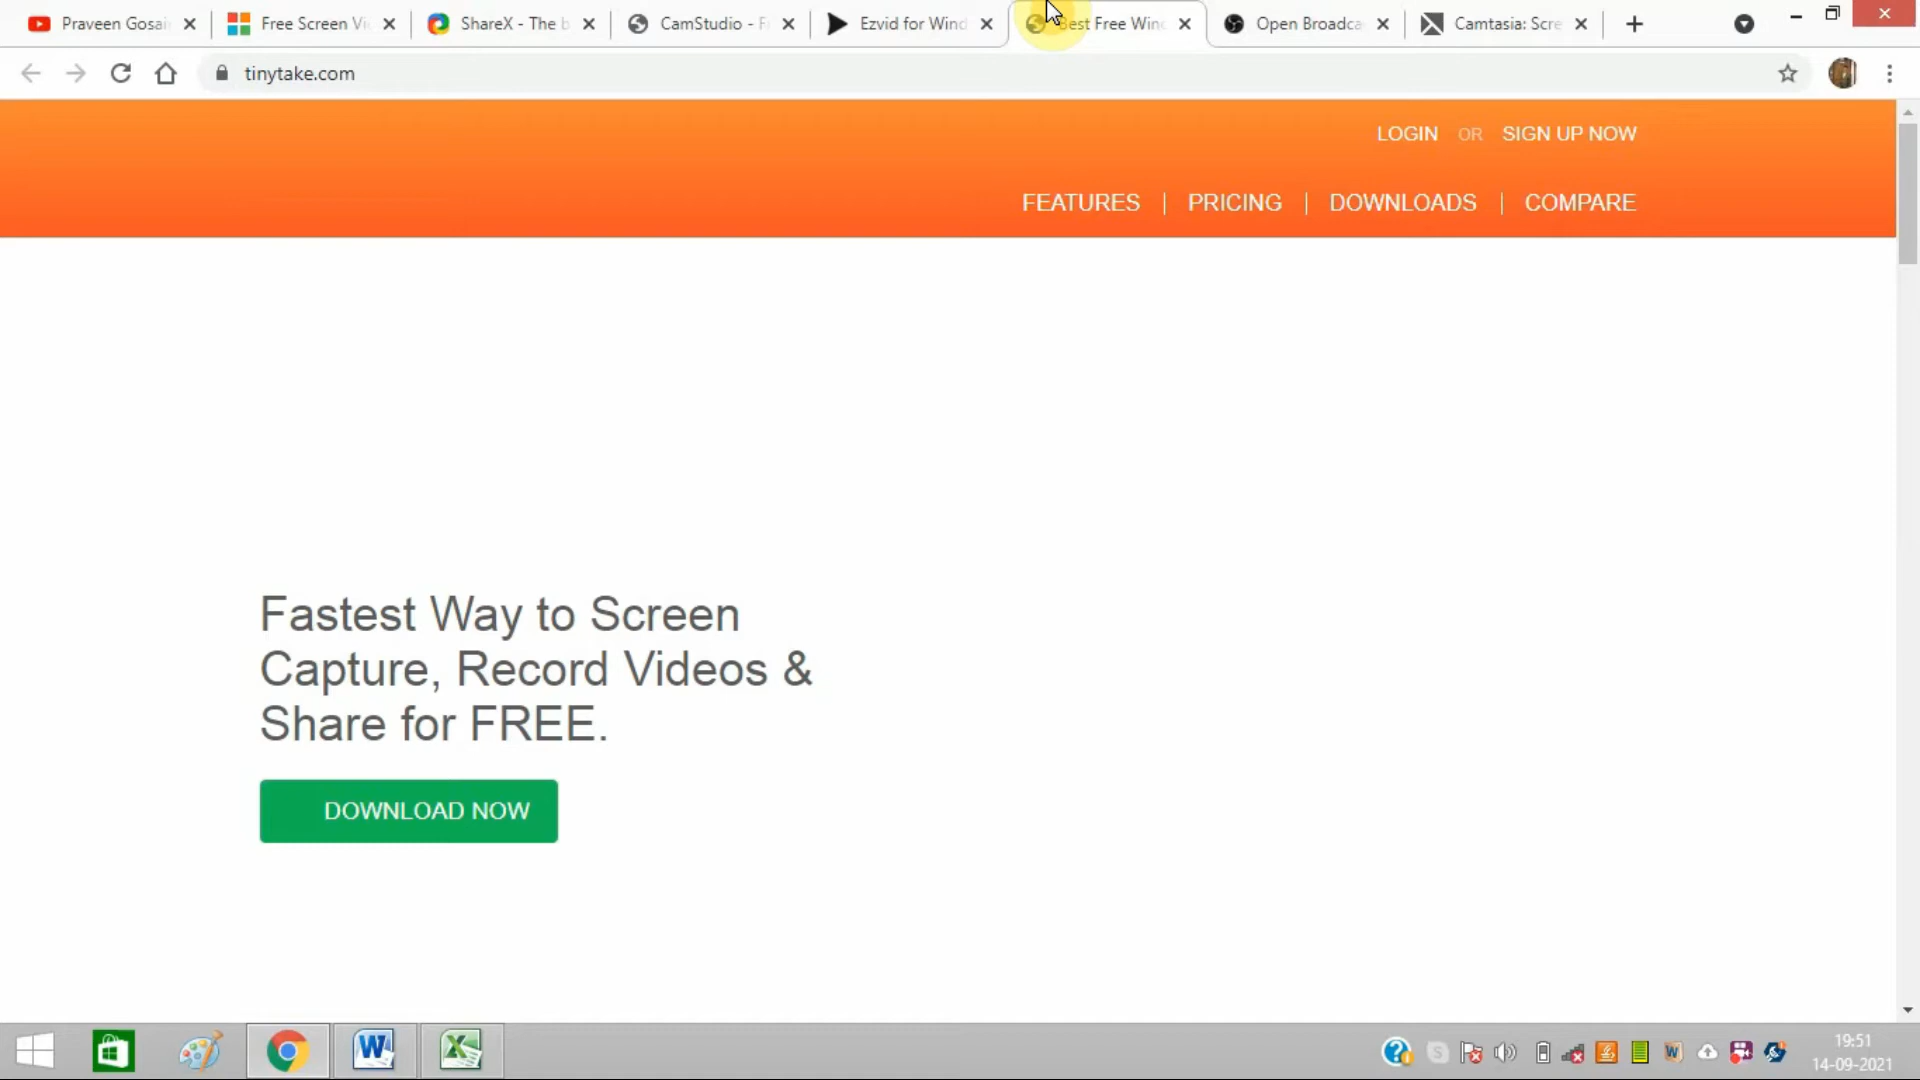 Praveen Gosai
Free Screen Vi
ShareX - The b
CamStudio - F
Ezvid for Wind
Best Free Wind
Open Broadca
Camtasia: Scre
tinytake.com
LOGIN OR SIGN UP NOW
FEATURES | PRICING | DOWNLOADS | COMPARE
Fastest Way to Screen
Capture, Record Videos &
Share for FREE.
DOWNLOAD NOW
19:51
14-09-2021